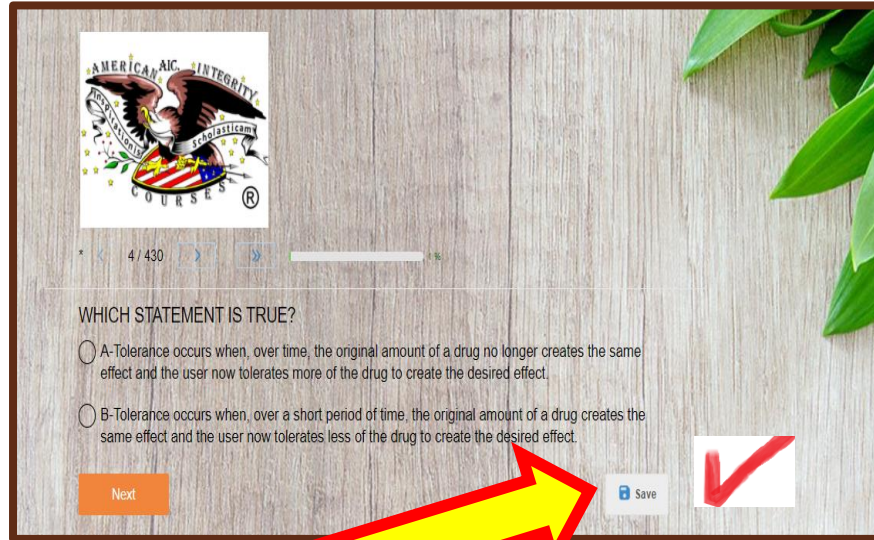 AMERICAN AIC. INTEGRITY
Inspirationis Scholasticam
COURSES ®
* 4 / 430
1 %
WHICH STATEMENT IS TRUE?
A-Tolerance occurs when, over time, the original amount of a drug no longer creates the same
effect and the user now tolerates more of the drug to create the desired effect.
B-Tolerance occurs when, over a short period of time, the original amount of a drug creates the
same effect and the user now tolerates less of the drug to create the desired effect.
Next
Save